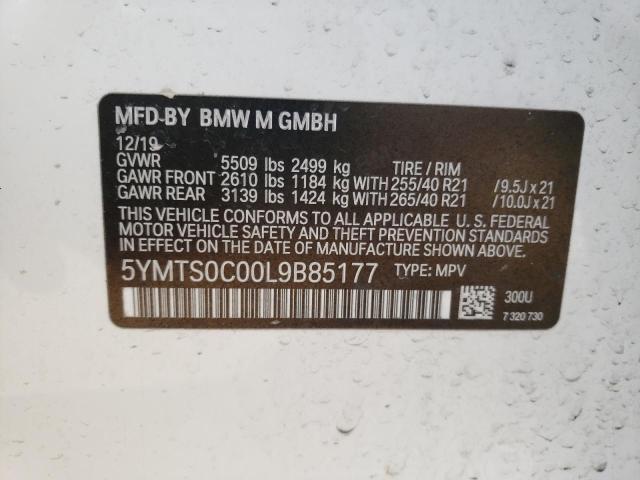 MFD BY BMW M GMBH
12/19
GVWR 5509 lbs 2499 kg TIRE / RIM
GAWR FRONT 2610 lbs 1184 kg WITH 255/40 R21 / 9.5J x 21
GAWR REAR 3139 lbs 1424 kg WITH 265/40 R21 / 10.0J x 21
THIS VEHICLE CONFORMS TO ALL APPLICABLE U. S. FEDERAL
MOTOR VEHICLE SAFETY AND THEFT PREVENTION STANDARDS
IN EFFECT ON THE DATE OF MANUFACTURE SHOWN ABOVE.
5YMTS0C00L9B85177 TYPE: MPV
300U
7 320 730